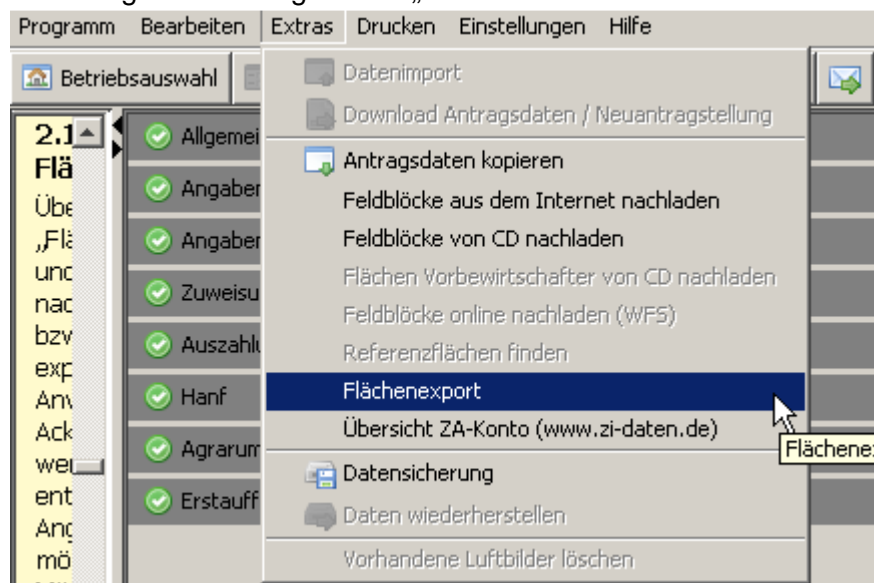 Programm Bearbeiten Extras Drucken Einstellungen Hilfe
Betriebsauswahl
Datenimport
Download Antragsdaten / Neuantragstellung
Antragsdaten kopieren
Feldblöcke aus dem Internet nachladen
Feldblöcke von CD nachladen
Flächen Vorbewirtschafter von CD nachladen
Feldblöcke online nachladen (WFS)
Referenzflächen finden
Flächenexport
Übersicht ZA-Konto (www.zi-daten.de)
Datensicherung
Daten wiederherstellen
Vorhandene Luftbilder löschen
2.1
Flä
Übe
„Flä
und
nac
bzw
exp
Anv
Ack
wer
ent
Ang
mö
Allgemei
Angaber
Angaber
Zuweisu
Auszahlu
Hanf
Agrarum
Erstauff
Flächene